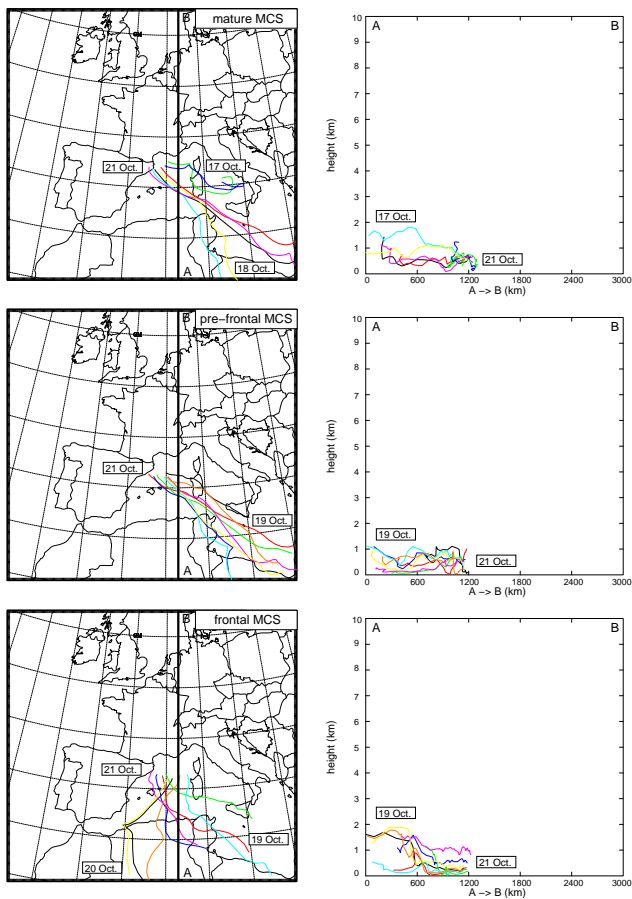 B
mature MCS
21 Oct.
17 Oct.
18 Oct.
A
10
9
8
7
6
5
4
3
2
1
0
height (km)
A
B
17 Oct.
21 Oct.
0 600 1200 1800 2400 3000
A −> B (km)
B
pre−frontal MCS
21 Oct.
19 Oct.
A
10
9
8
7
6
5
4
3
2
1
0
height (km)
A
B
19 Oct.
21 Oct.
0 600 1200 1800 2400 3000
A −> B (km)
B
frontal MCS
21 Oct.
19 Oct.
20 Oct.
A
10
9
8
7
6
5
4
3
2
1
0
height (km)
A
B
19 Oct.
21 Oct.
0 600 1200 1800 2400 3000
A −> B (km)